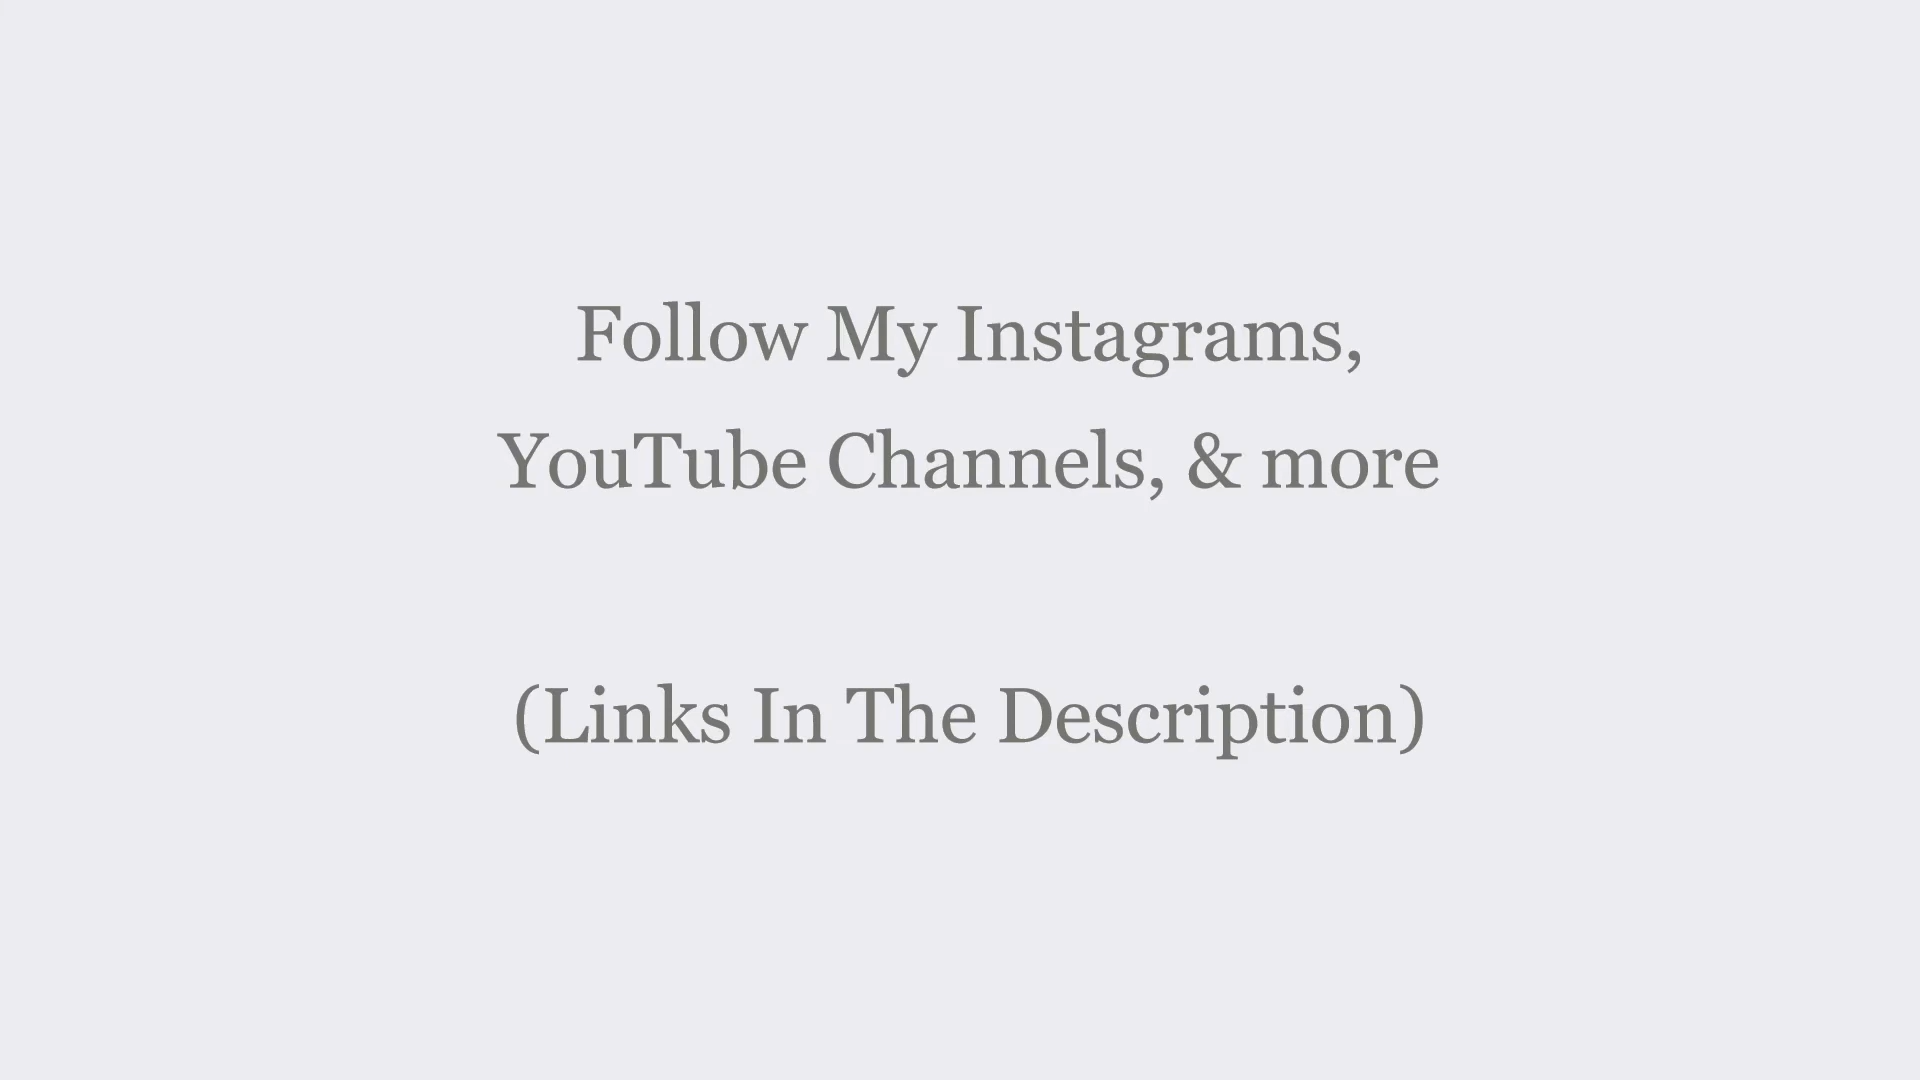 Follow My Instagrams,
YouTube Channels, & more
(Links In The Description)